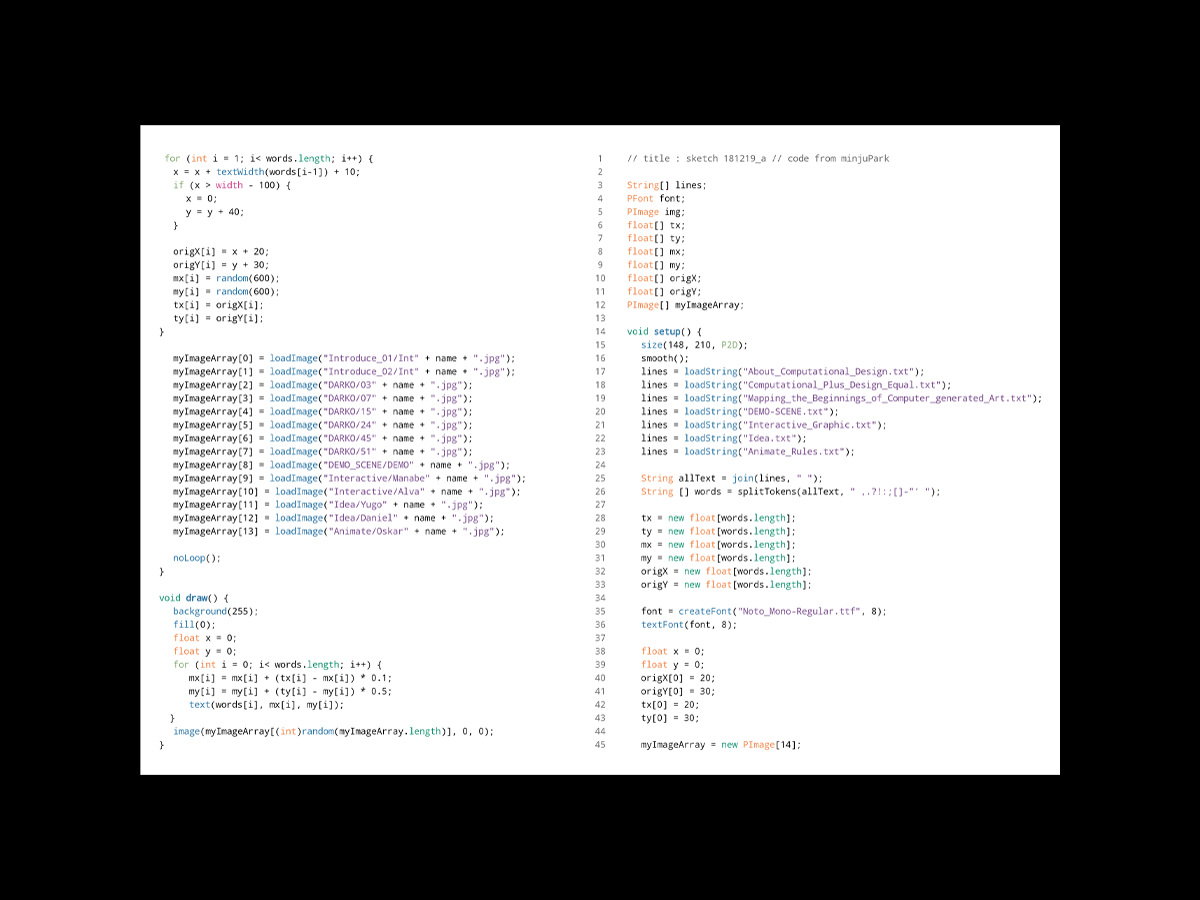 for (int i = 1; i< words.length; i++) {
x = x + textWidth(words[i-1]) + 10;
if (x > width - 100) {
x = 0;
y = y + 40;
}
origX[i] = x + 20;
origY[i] = y + 30;
mx[i] = random(600);
my[i] = random(600);
tx[i] = origX[i];
ty[i] = origY[i];
}
myImageArray[0] = loadImage("Introduce_01/Int" + name + ".jpg");
myImageArray[1] = loadImage("Introduce_02/Int" + name + ".jpg");
myImageArray[2] = loadImage("DARKO/03" + name + ".jpg");
myImageArray[3] = loadImage("DARKO/07" + name + ".jpg");
myImageArray[4] = loadImage("DARKO/15" + name + ".jpg");
myImageArray[5] = loadImage("DARKO/24" + name + ".jpg");
myImageArray[6] = loadImage("DARKO/45" + name + ".jpg");
myImageArray[7] = loadImage("DARKO/51" + name + ".jpg");
myImageArray[8] = loadImage("DEMO_SCENE/DEMO" + name + ".jpg");
myImageArray[9] = loadImage("Interactive/Manabe" + name + ".jpg");
myImageArray[10] = loadImage("Interactive/Alva" + name + ".jpg");
myImageArray[11] = loadImage("Idea/Yugo" + name + ".jpg");
myImageArray[12] = loadImage("Idea/Daniel" + name + ".jpg");
myImageArray[13] = loadImage("Animate/Oskar" + name + ".jpg");
noLoop();
}
void draw() {
background(255);
fill(0);
float x = 0;
float y = 0;
for (int i = 0; i< words.length; i++) {
mx[i] = mx[i] + (tx[i] - mx[i]) * 0.1;
my[i] = my[i] + (ty[i] - my[i]) * 0.5;
text(words[i], mx[i], my[i]);
}
image(myImageArray[(int)random(myImageArray.length)], 0, 0);
}
1 // title : sketch 181219_a // code from minjuPark
2
3 String[] lines;
4 PFont font;
5 PImage img;
6 float[] tx;
7 float[] ty;
8 float[] mx;
9 float[] my;
10 float[] origX;
11 float[] origY;
12 PImage[] myImageArray;
13
14 void setup() {
15 size(148, 210, P2D);
16 smooth();
17 lines = loadString("About_Computational_Design.txt");
18 lines = loadString("Computational_Plus_Design_Equal.txt");
19 lines = loadString("Mapping_the_Beginnings_of_Computer_generated_Art.txt");
20 lines = loadString("DEMO-SCENE.txt");
21 lines = loadString("Interactive_Graphic.txt");
22 lines = loadString("Idea.txt");
23 lines = loadString("Animate_Rules.txt");
24
25 String allText = join(lines, " ");
26 String [] words = splitTokens(allText, " ,.?!:;[]-"' ");
27
28 tx = new float[words.length];
29 ty = new float[words.length];
30 mx = new float[words.length];
31 my = new float[words.length];
32 origX = new float[words.length];
33 origY = new float[words.length];
34
35 font = createFont("Noto_Mono-Regular.ttf", 8);
36 textFont(font, 8);
37
38 float x = 0;
39 float y = 0;
40 origX[0] = 20;
41 origY[0] = 30;
42 tx[0] = 20;
43 ty[0] = 30;
44
45 myImageArray = new PImage[14];